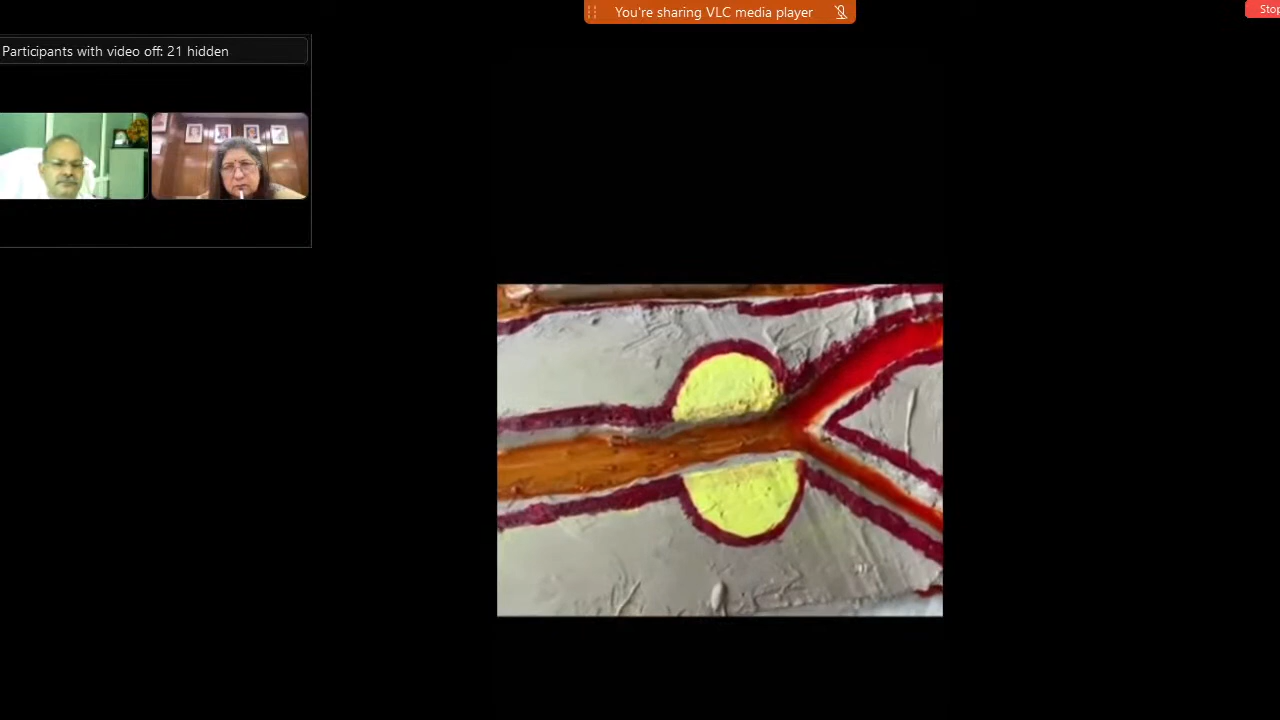 You're sharing VLC media player
Stop
Participants with video off: 21 hidden